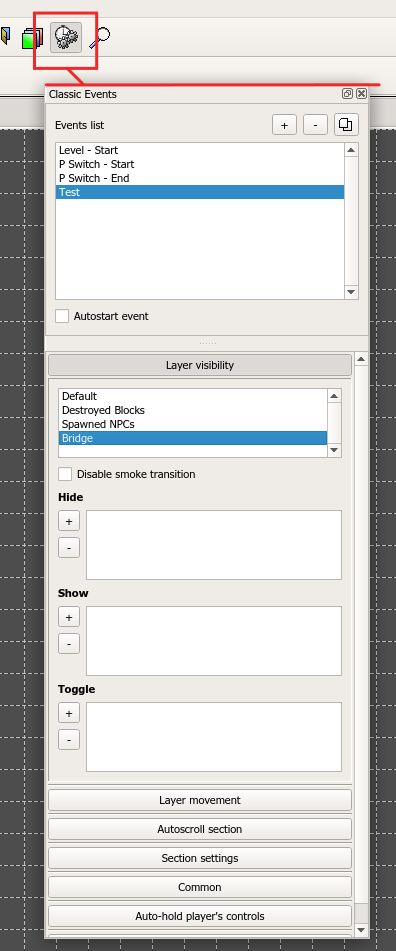 Classic Events
Events list
+ -
Level - Start
P Switch - Start
P Switch - End
Test
Autostart event
Layer visibility
Default
Destroyed Blocks
Spawned NPCs
Bridge
Disable smoke transition
Hide
+
-
Show
+
-
Toggle
+
-
Layer movement
Autoscroll section
Section settings
Common
Auto-hold player's controls